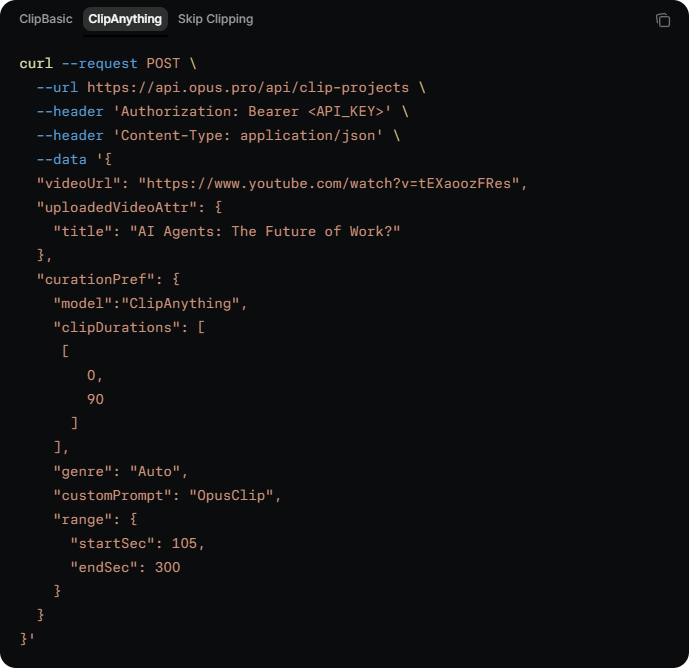 ClipBasic ClipAnything Skip Clipping
curl --request POST \
  --url https://api.opus.pro/api/clip-projects \
  --header 'Authorization: Bearer <API_KEY>' \
  --header 'Content-Type: application/json' \
  --data '{
  "videoUrl": "https://www.youtube.com/watch?v=tEXaoozFRes",
  "uploadedVideoAttr": {
    "title": "AI Agents: The Future of Work?"
  },
  "curationPref": {
    "model":"ClipAnything",
    "clipDurations": [
     [
        0,
        90
      ]
    ],
    "genre": "Auto",
    "customPrompt": "OpusClip",
    "range": {
      "startSec": 105,
      "endSec": 300
    }
  }
}'